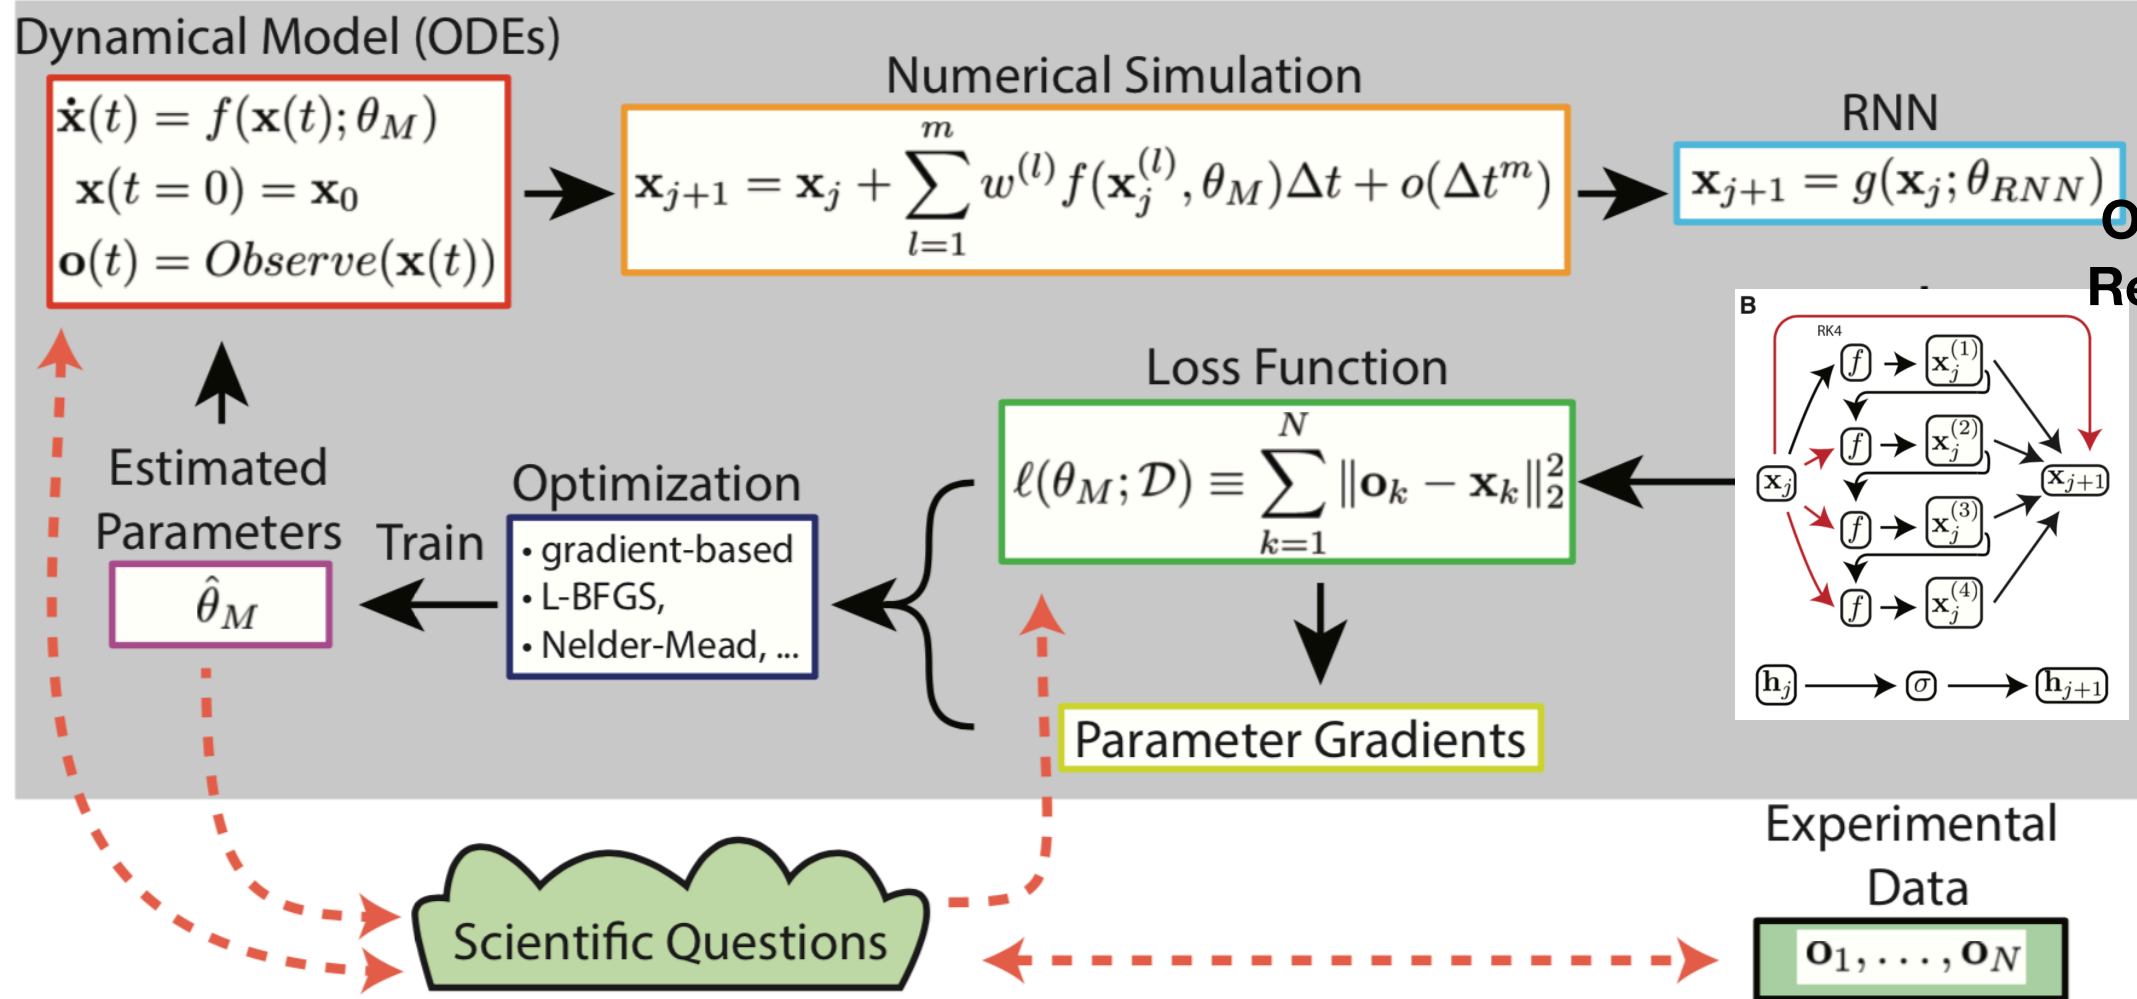 Dynamical Model (ODEs)
ẋ(t) = f(x(t); θ_M)
x(t = 0) = x_0
o(t) = Observe(x(t))
Numerical Simulation
x_{j+1} = x_j + \sum_{l=1}^{m} w^{(l)} f(x_j^{(l)}, θ_M)Δt + o(Δt^m)
RNN
x_{j+1} = g(x_j; θ_{RNN})
O
Re
B
RK4
f x_j^{(1)}
f x_j^{(2)}
x_j x_{j+1}
f x_j^{(3)}
f x_j^{(4)}
h_j σ h_{j+1}
Loss Function
ℓ(θ_M; 𝒟) ≡ \sum_{k=1}^{N} ‖o_k − x_k‖_2^2
Parameter Gradients
Optimization
• gradient-based
• L-BFGS,
• Nelder-Mead, ...
Train
Estimated
Parameters
θ̂_M
Scientific Questions
Experimental
Data
o_1, . . . , o_N